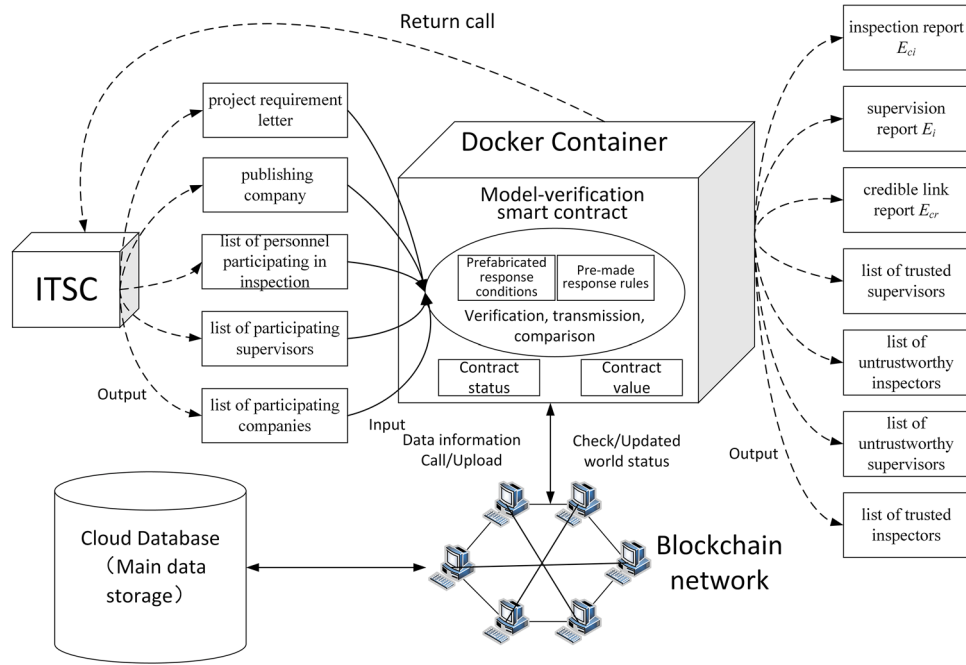 Return call
project requirement
letter
publishing
company
list of personnel
participating in
inspection
list of participating
supervisors
list of participating
companies
ITSC
Output
Input
Docker Container
Model-verification
smart contract
Prefabricated
response
conditions
Pre-made
response rules
Verification, transmission,
comparison
Contract
status
Contract
value
Data information
Call/Upload
Check/Updated
world status
Output
inspection report
E_ci
supervision
report E_i
credible link
report E_cr
list of trusted
supervisors
list of
untrustworthy
inspectors
list of
untrustworthy
supervisors
list of trusted
inspectors
Cloud Database
（Main data
storage）
Blockchain
network